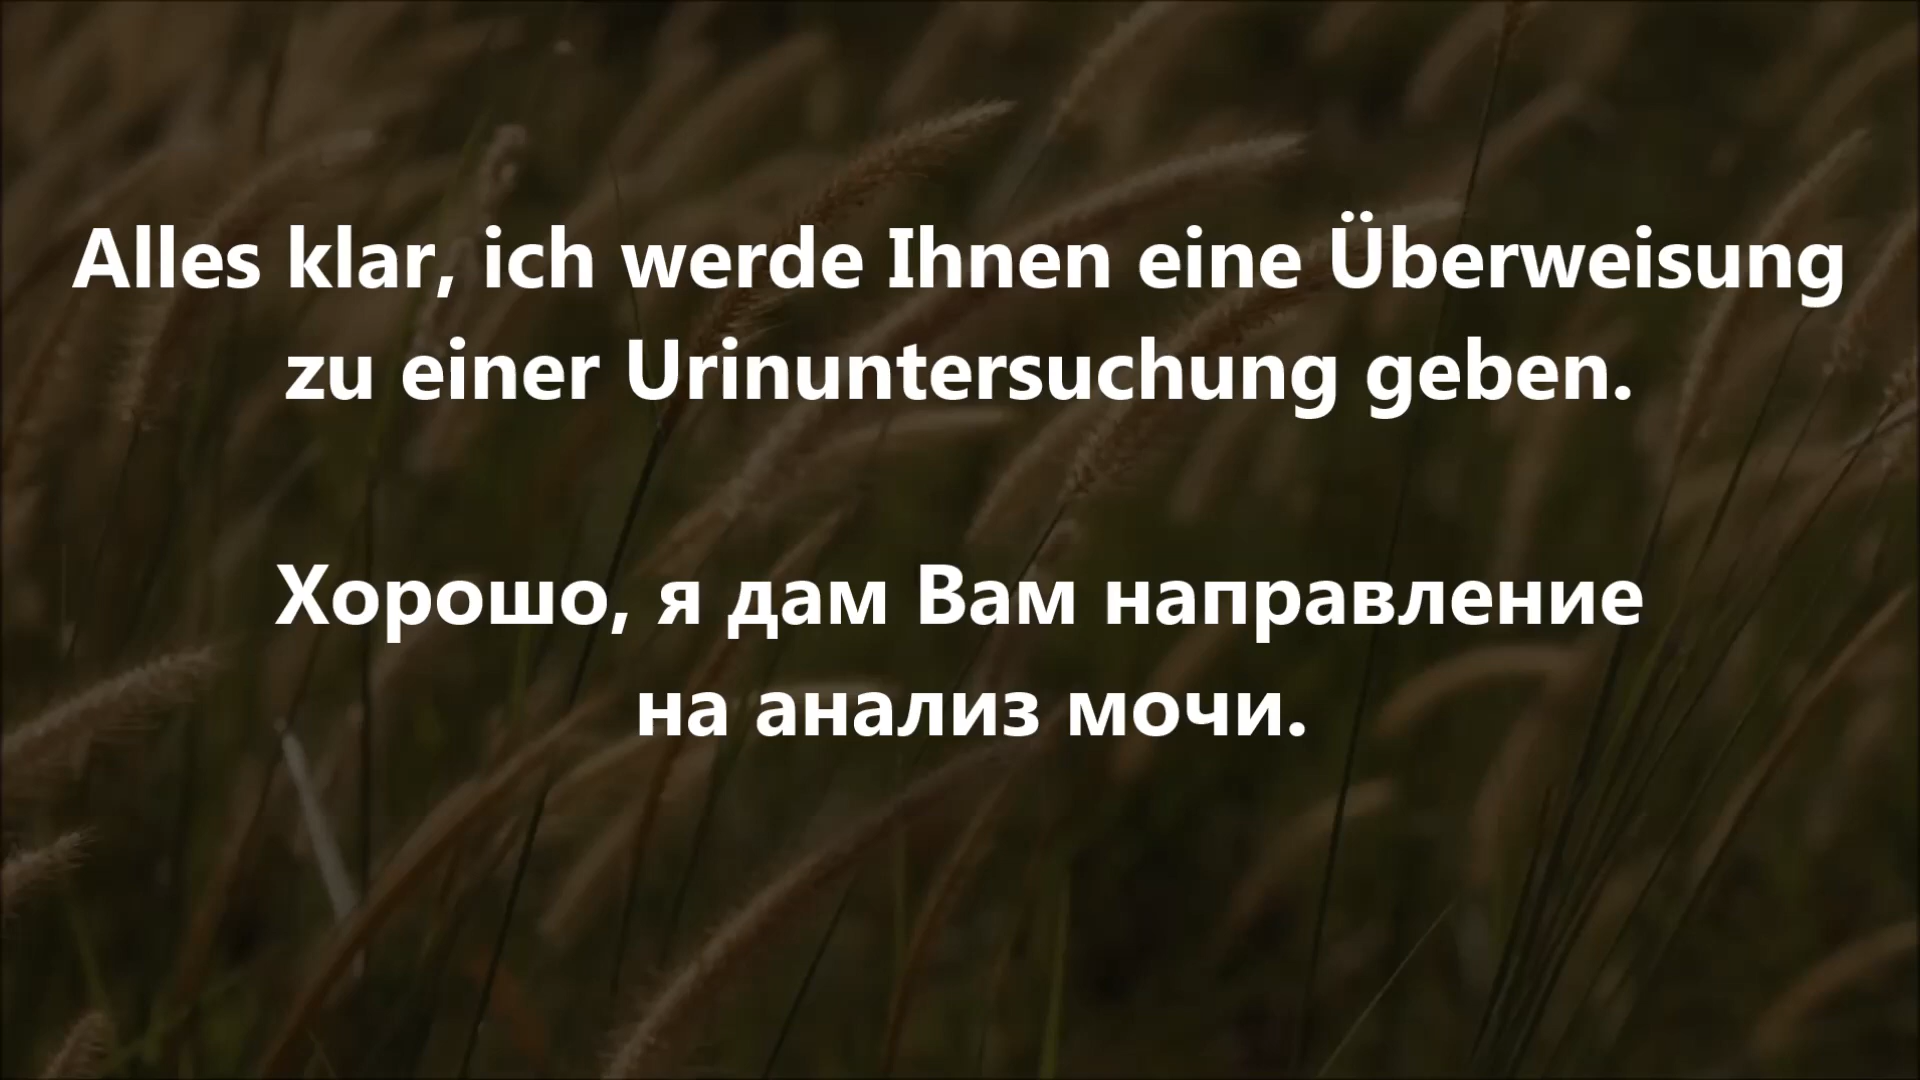 Alles klar, ich werde Ihnen eine Überweisung
zu einer Urinuntersuchung geben.
Хорошо, я дам Вам направление
на анализ мочи.